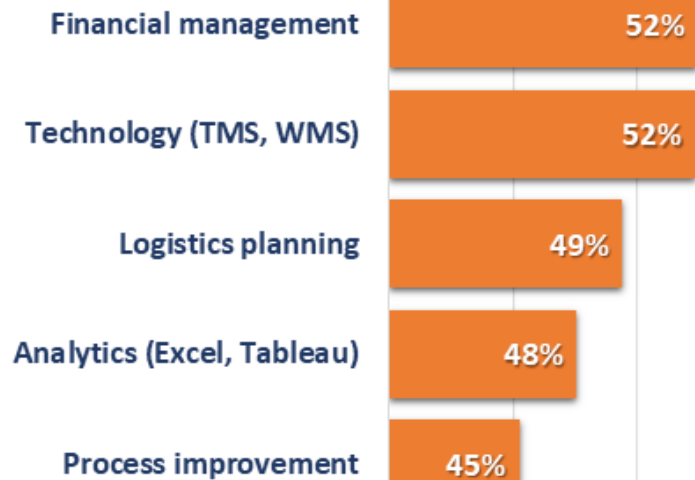 Financial management 52%
Technology (TMS, WMS) 52%
Logistics planning 49%
Analytics (Excel, Tableau) 48%
Process improvement 45%